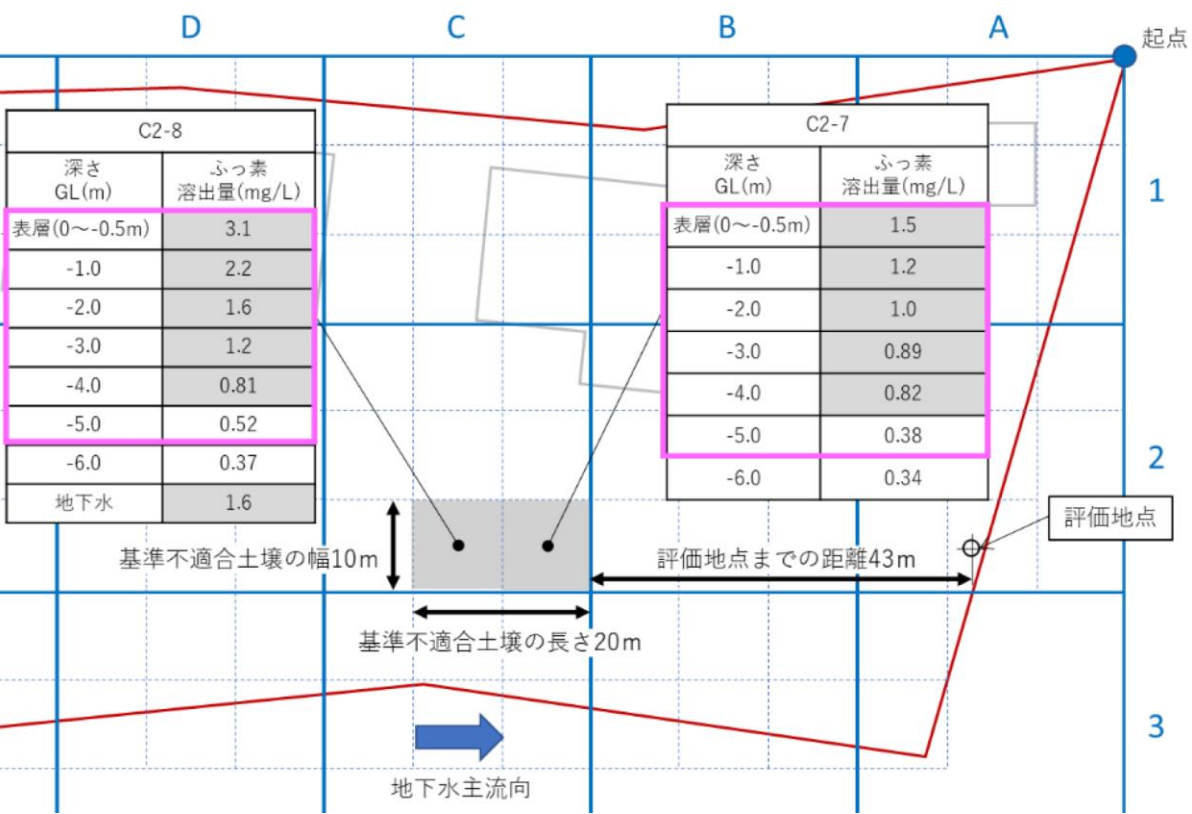 D C B A
起点
C2-8
深さ
GL(m)
ふっ素
溶出量(mg/L)
表層(0～-0.5m) 3.1
-1.0 2.2
-2.0 1.6
-3.0 1.2
-4.0 0.81
-5.0 0.52
-6.0 0.37
地下水 1.6
C2-7
深さ
GL(m)
ふっ素
溶出量(mg/L)
表層(0～-0.5m) 1.5
-1.0 1.2
-2.0 1.0
-3.0 0.89
-4.0 0.82
-5.0 0.38
-6.0 0.34
1
2
評価地点
基準不適合土壌の幅10m
評価地点までの距離43m
基準不適合土壌の長さ20m
3
地下水主流向